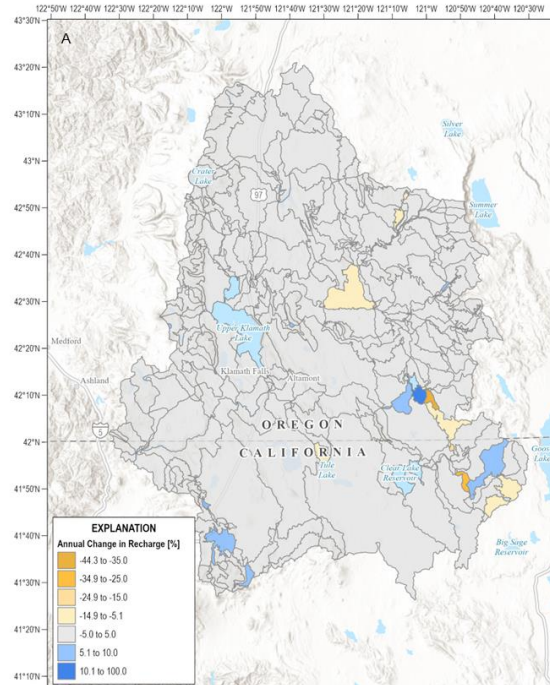 122°50'W 122°40'W 122°30'W 122°20'W 122°10'W 122°W 121°50'W 121°40'W 121°30'W 121°20'W 121°10'W 121°W 120°50'W 120°40'W 120°30'W
43°30'N
A
43°20'N
43°10'N
Silver
Lake
43°N
Crater
Lake
97
Summer
Lake
42°50'N
42°40'N
42°30'N
Upper Klamath
Lake
42°20'N
Medford
Klamath Falls
Altamont
Ashland
42°10'N
OREGON
5
42°N
CALIFORNIA
Goose
Lake
Tule
Lake
Clear Lake
Reservoir
41°50'N
Big Sage
Reservoir
41°40'N
41°30'N
41°20'N
41°10'N
EXPLANATION
Annual Change in Recharge [%]
-44.3 to -35.0
-34.9 to -25.0
-24.9 to -15.0
-14.9 to -5.1
-5.0 to 5.0
5.1 to 10.0
10.1 to 100.0